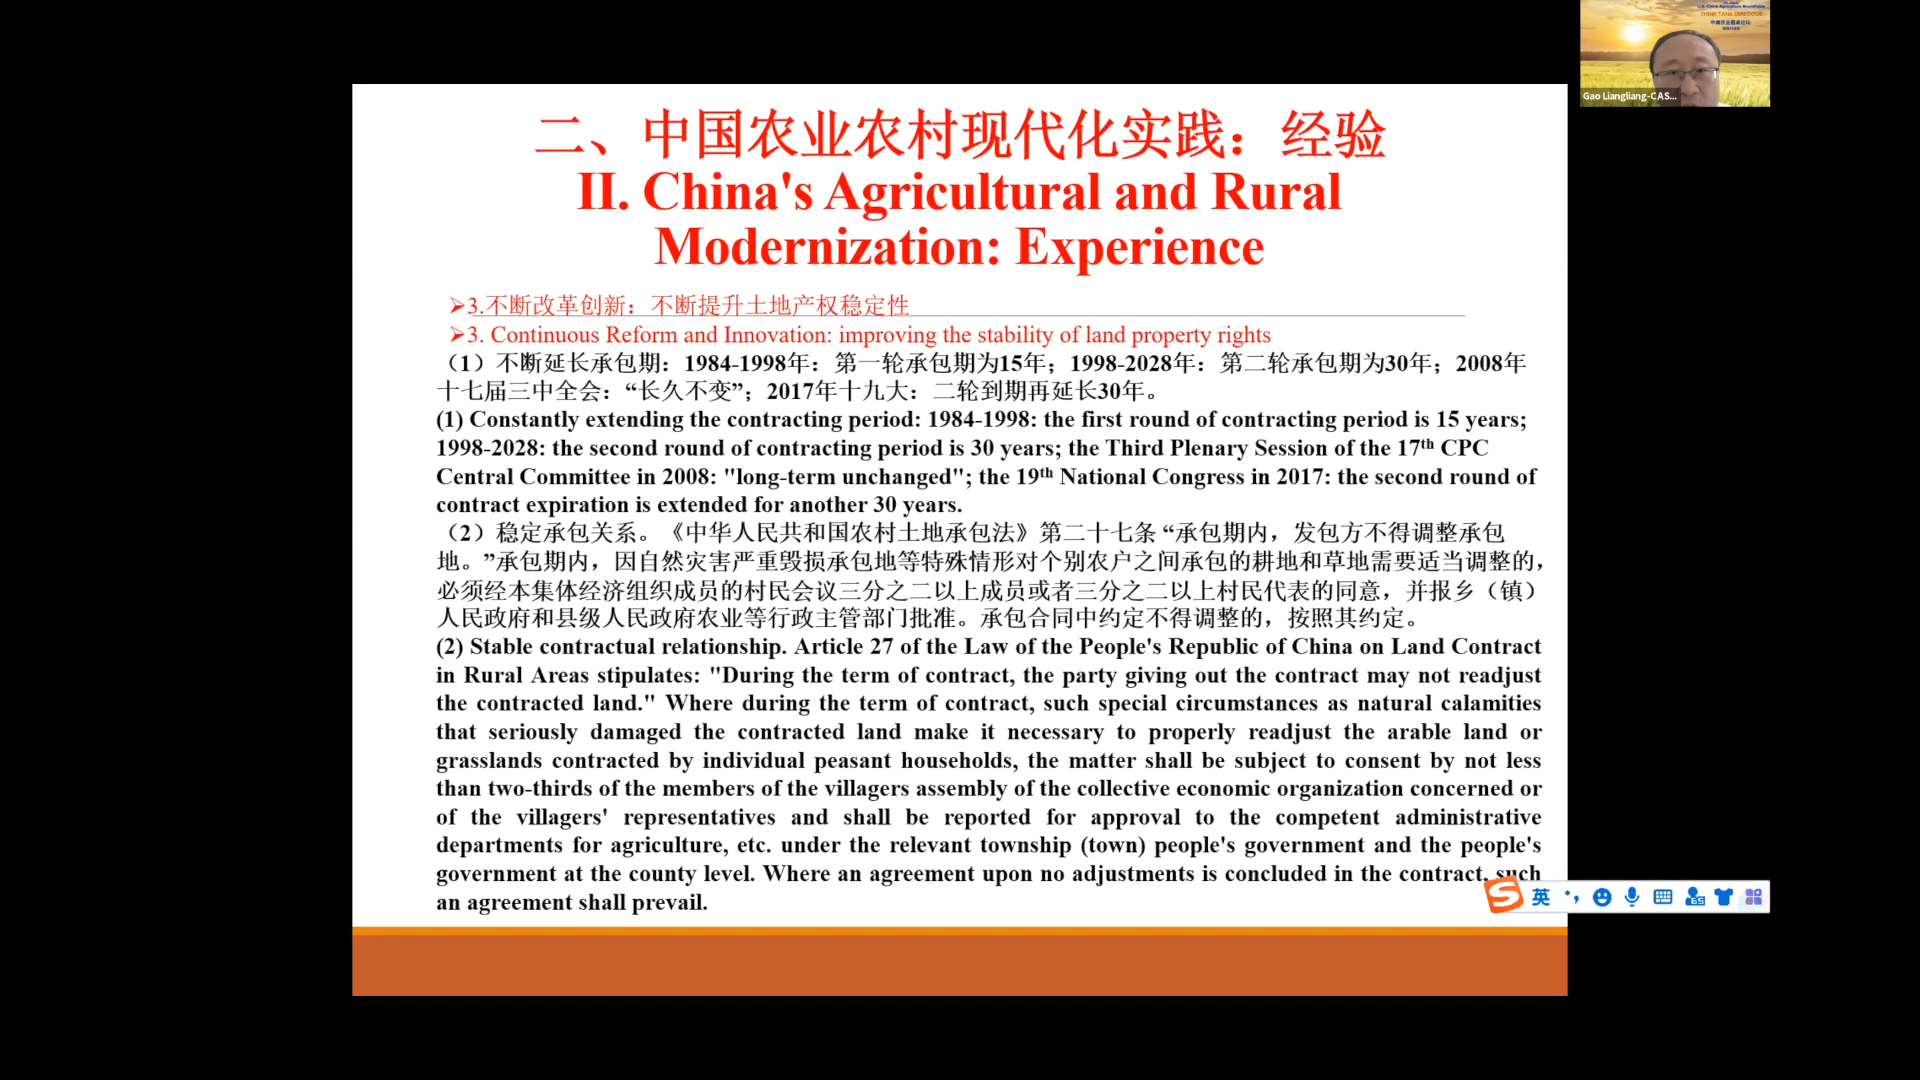 二、中国农业农村现代化实践：经验
II. China's Agricultural and Rural
Modernization: Experience
➢3.不断改革创新：不断提升土地产权稳定性
➢3. Continuous Reform and Innovation: improving the stability of land property rights
（1）不断延长承包期：1984-1998年：第一轮承包期为15年；1998-2028年：第二轮承包期为30年；2008年
十七届三中全会：“长久不变”；2017年十九大：二轮到期再延长30年。
(1) Constantly extending the contracting period: 1984-1998: the first round of contracting period is 15 years;
1998-2028: the second round of contracting period is 30 years; the Third Plenary Session of the 17th CPC
Central Committee in 2008: "long-term unchanged"; the 19th National Congress in 2017: the second round of
contract expiration is extended for another 30 years.
（2）稳定承包关系。《中华人民共和国农村土地承包法》第二十七条 “承包期内，发包方不得调整承包
地。”承包期内，因自然灾害严重毁损承包地等特殊情形对个别农户之间承包的耕地和草地需要适当调整的，
必须经本集体经济组织成员的村民会议三分之二以上成员或者三分之二以上村民代表的同意，并报乡（镇）
人民政府和县级人民政府农业等行政主管部门批准。承包合同中约定不得调整的，按照其约定。
(2) Stable contractual relationship. Article 27 of the Law of the People's Republic of China on Land Contract
in Rural Areas stipulates: "During the term of contract, the party giving out the contract may not readjust
the contracted land." Where during the term of contract, such special circumstances as natural calamities
that seriously damaged the contracted land make it necessary to properly readjust the arable land or
grasslands contracted by individual peasant households, the matter shall be subject to consent by not less
than two-thirds of the members of the villagers assembly of the collective economic organization concerned or
of the villagers' representatives and shall be reported for approval to the competent administrative
departments for agriculture, etc. under the relevant township (town) people's government and the people's
government at the county level. Where an agreement upon no adjustments is concluded in the contract, such
an agreement shall prevail.
THINK TANK DIALOGUE
Gao Liangliang-CAS...
英